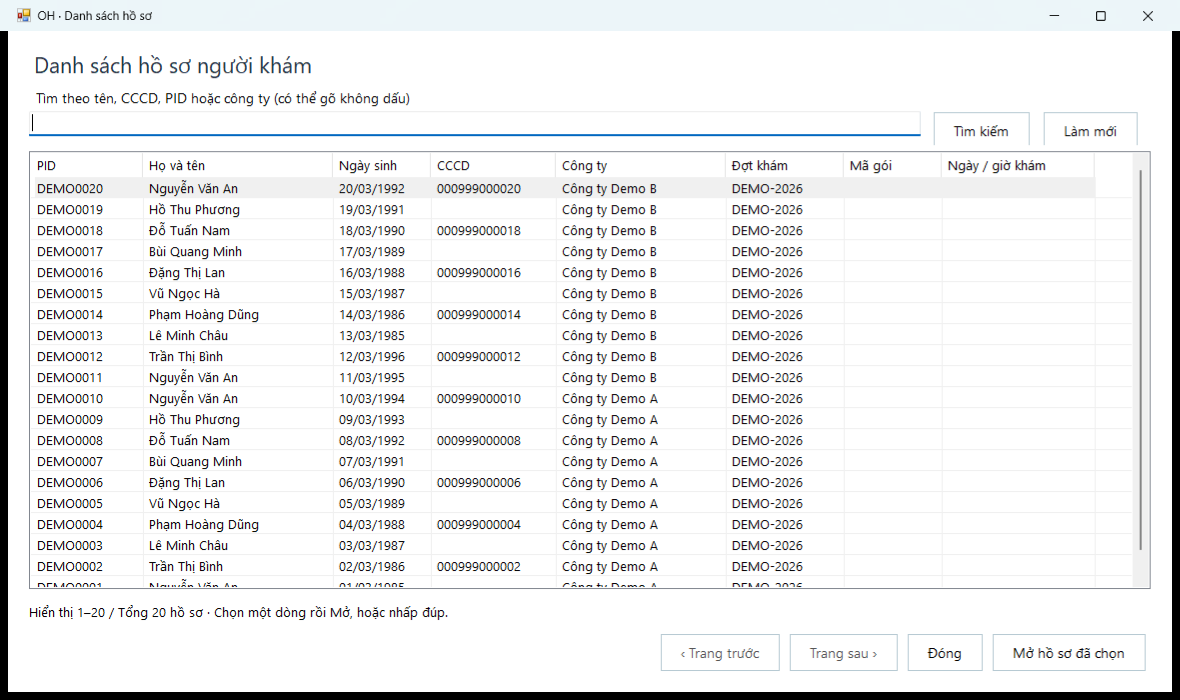 OH · Danh sách hồ sơ
Danh sách hồ sơ người khám
Tìm theo tên, CCCD, PID hoặc công ty (có thể gõ không dấu)
Tìm kiếm Làm mới
PID Họ và tên Ngày sinh CCCD Công ty Đợt khám Mã gói Ngày / giờ khám
DEMO0020 Nguyễn Văn An 20/03/1992 000999000020 Công ty Demo B DEMO-2026
DEMO0019 Hồ Thu Phương 19/03/1991 Công ty Demo B DEMO-2026
DEMO0018 Đỗ Tuấn Nam 18/03/1990 000999000018 Công ty Demo B DEMO-2026
DEMO0017 Bùi Quang Minh 17/03/1989 Công ty Demo B DEMO-2026
DEMO0016 Đặng Thị Lan 16/03/1988 000999000016 Công ty Demo B DEMO-2026
DEMO0015 Vũ Ngọc Hà 15/03/1987 Công ty Demo B DEMO-2026
DEMO0014 Phạm Hoàng Dũng 14/03/1986 000999000014 Công ty Demo B DEMO-2026
DEMO0013 Lê Minh Châu 13/03/1985 Công ty Demo B DEMO-2026
DEMO0012 Trần Thị Bình 12/03/1996 000999000012 Công ty Demo B DEMO-2026
DEMO0011 Nguyễn Văn An 11/03/1995 Công ty Demo B DEMO-2026
DEMO0010 Nguyễn Văn An 10/03/1994 000999000010 Công ty Demo A DEMO-2026
DEMO0009 Hồ Thu Phương 09/03/1993 Công ty Demo A DEMO-2026
DEMO0008 Đỗ Tuấn Nam 08/03/1992 000999000008 Công ty Demo A DEMO-2026
DEMO0007 Bùi Quang Minh 07/03/1991 Công ty Demo A DEMO-2026
DEMO0006 Đặng Thị Lan 06/03/1990 000999000006 Công ty Demo A DEMO-2026
DEMO0005 Vũ Ngọc Hà 05/03/1989 Công ty Demo A DEMO-2026
DEMO0004 Phạm Hoàng Dũng 04/03/1988 000999000004 Công ty Demo A DEMO-2026
DEMO0003 Lê Minh Châu 03/03/1987 Công ty Demo A DEMO-2026
DEMO0002 Trần Thị Bình 02/03/1986 000999000002 Công ty Demo A DEMO-2026
DEMO0001 Nguyễn Văn An 01/03/1985 Công ty Demo A DEMO-2026
Hiển thị 1–20 / Tổng 20 hồ sơ · Chọn một dòng rồi Mở, hoặc nhấp đúp.
‹ Trang trước Trang sau › Đóng Mở hồ sơ đã chọn